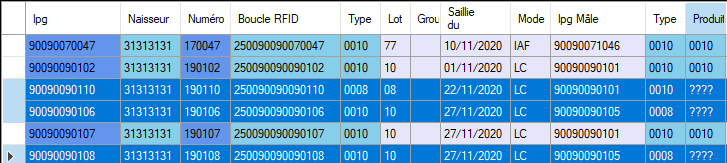 Ipg Naisseur Numéro Boucle RFID Type Lot Grou Saillie du Mode Ipg Mâle Type Produit
90090070047 31313131 170047 250090090070047 0010 77 10/11/2020 IAF 90090071046 0010 0010
90090090102 31313131 190102 250090090090102 0010 10 01/11/2020 LC 90090090101 0010 0010
90090090110 31313131 190110 250090090090110 0008 08 22/11/2020 LC 90090090101 0010 ????
90090090106 31313131 190106 250090090090106 0010 10 27/11/2020 LC 90090090105 0008 ????
90090090107 31313131 190107 250090090090107 0010 10 27/11/2020 LC 90090090101 0010 0010
90090090108 31313131 190108 250090090090108 0010 10 27/11/2020 LC 90090090105 0008 ????